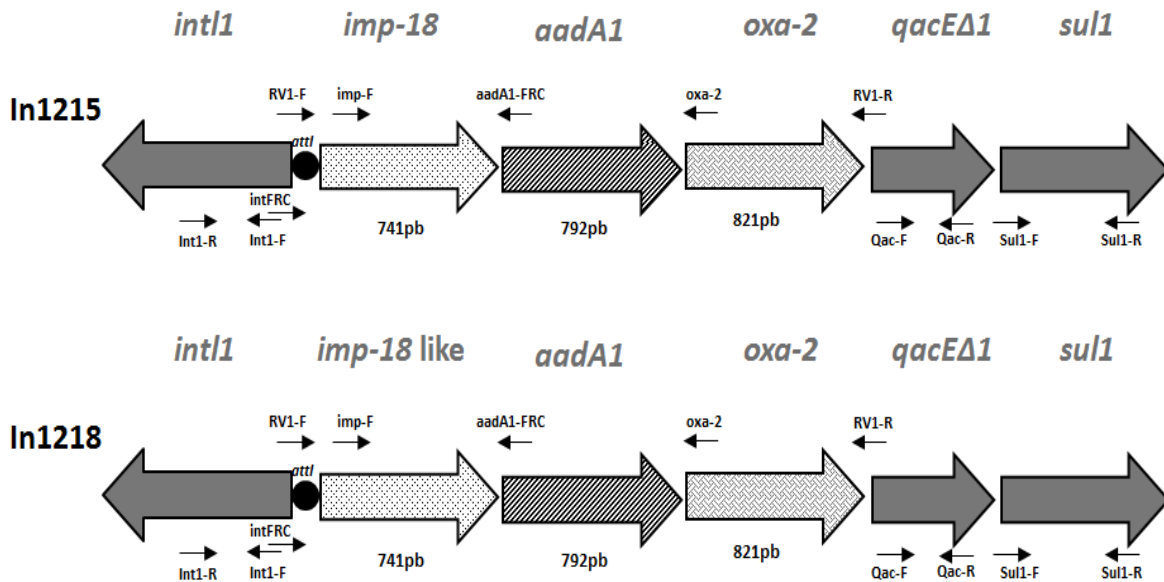 intI1 imp-18 aadA1 oxa-2 qacEΔ1 sul1
RV1-F imp-F aadA1-FRC oxa-2 RV1-R
In1215
attI
intFRC
Int1-R Int1-F 741pb 792pb 821pb Qac-F Qac-R Sul1-F Sul1-R
intI1 imp-18 like aadA1 oxa-2 qacEΔ1 sul1
RV1-F imp-F aadA1-FRC oxa-2 RV1-R
In1218
attI
intFRC
Int1-R Int1-F 741pb 792pb 821pb Qac-F Qac-R Sul1-F Sul1-R